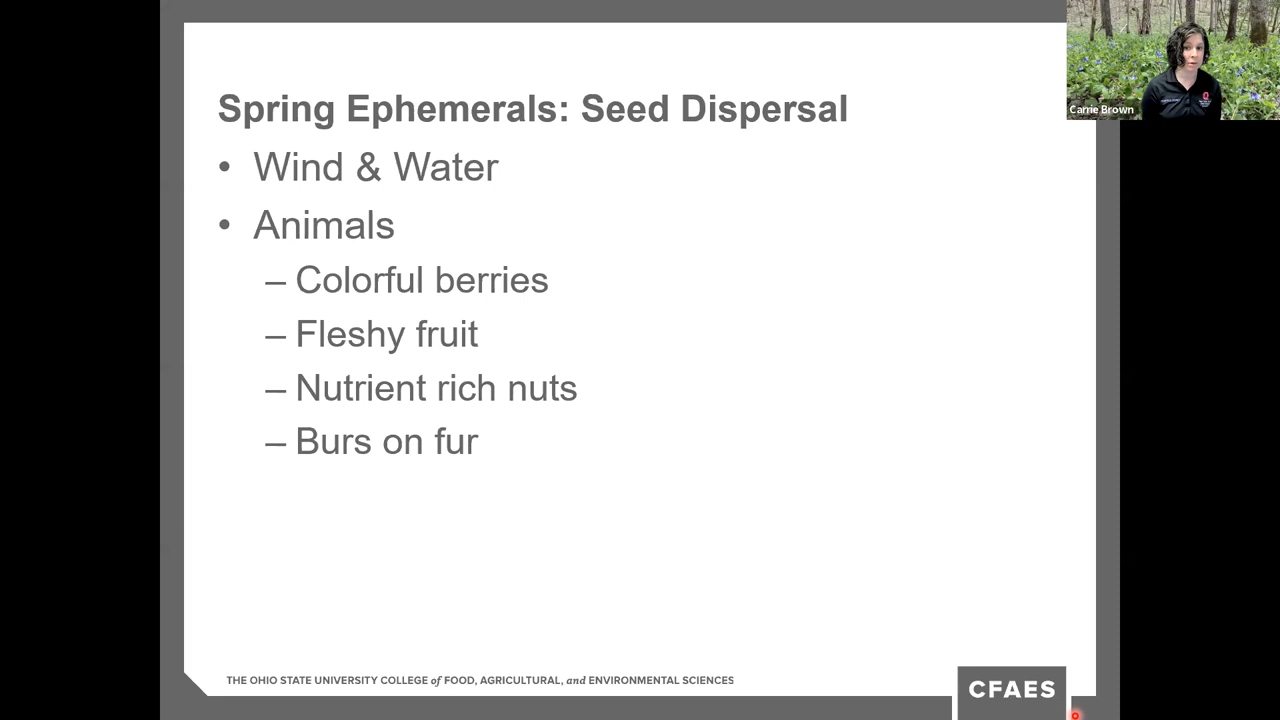 Spring Ephemerals: Seed Dispersal
• Wind & Water
• Animals
– Colorful berries
– Fleshy fruit
– Nutrient rich nuts
– Burs on fur
Carrie Brown
THE OHIO STATE UNIVERSITY COLLEGE of FOOD, AGRICULTURAL, and ENVIRONMENTAL SCIENCES
CFAES